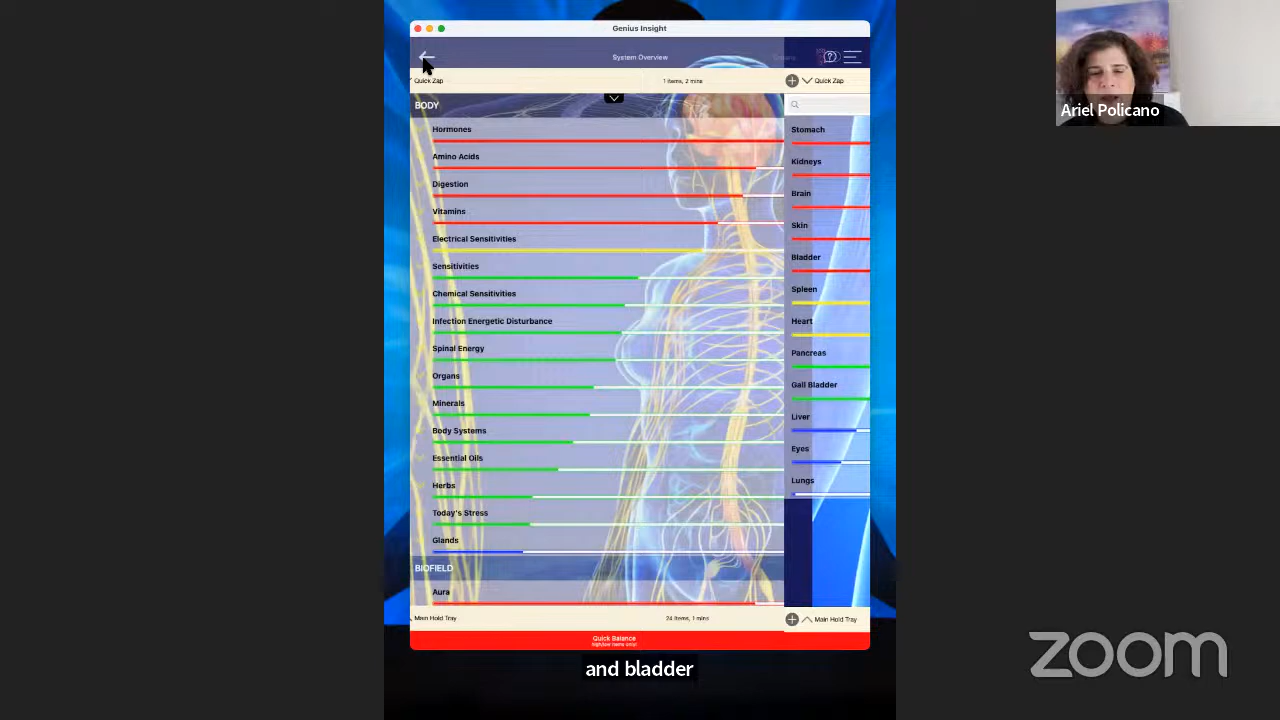 Genius Insight
System Overview
Quick Zap
1 items, 2 mins
Quick Zap
BODY
Hormones
Amino Acids
Digestion
Vitamins
Electrical Sensitivities
Sensitivities
Chemical Sensitivities
Infection Energetic Disturbance
Spinal Energy
Organs
Minerals
Body Systems
Essential Oils
Herbs
Today's Stress
Glands
BIOFIELD
Aura
Stomach
Kidneys
Brain
Skin
Bladder
Spleen
Heart
Pancreas
Gall Bladder
Liver
Eyes
Lungs
Main Hold Tray
24 items, 1 mins
Main Hold Tray
Quick Balance
and bladder
Ariel Policano
zoom